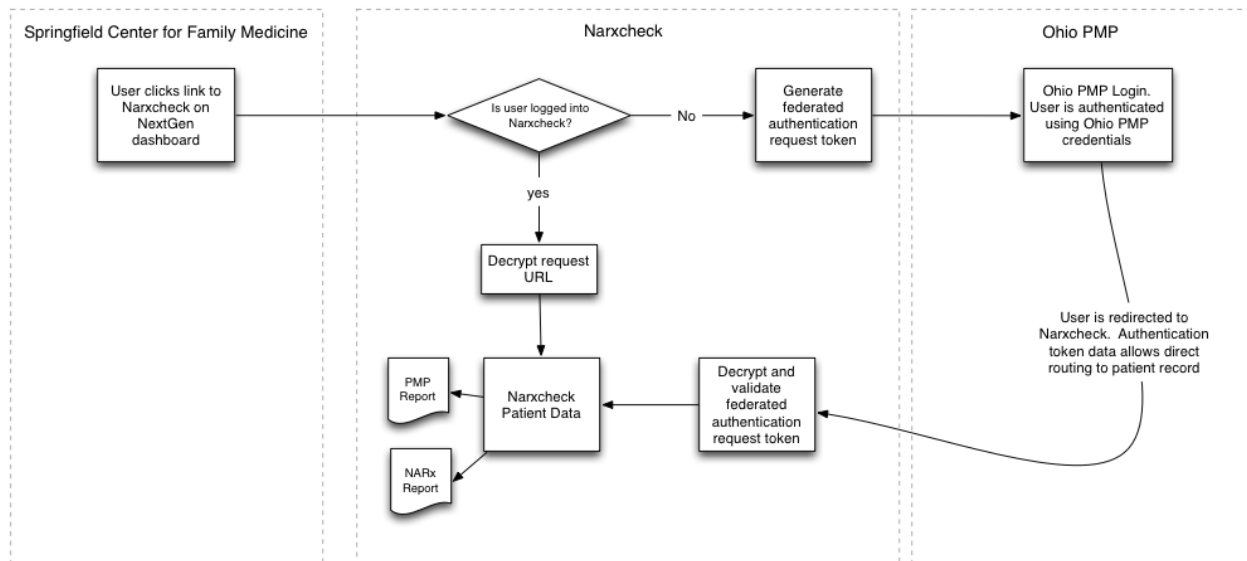 Springfield Center for Family Medicine
Narxcheck
Ohio PMP
User clicks link to
Narxcheck on
NextGen
dashboard
Is user logged into
Narxcheck?
No
Generate
federated
authentication
request token
Ohio PMP Login.
User is authenticated
using Ohio PMP
credentials
yes
Decrypt request
URL
User is redirected to
Narxcheck. Authentication
token data allows direct
routing to patient record
PMP
Report
Narxcheck
Patient Data
Decrypt and
validate
federated
authentication
request token
NARx
Report